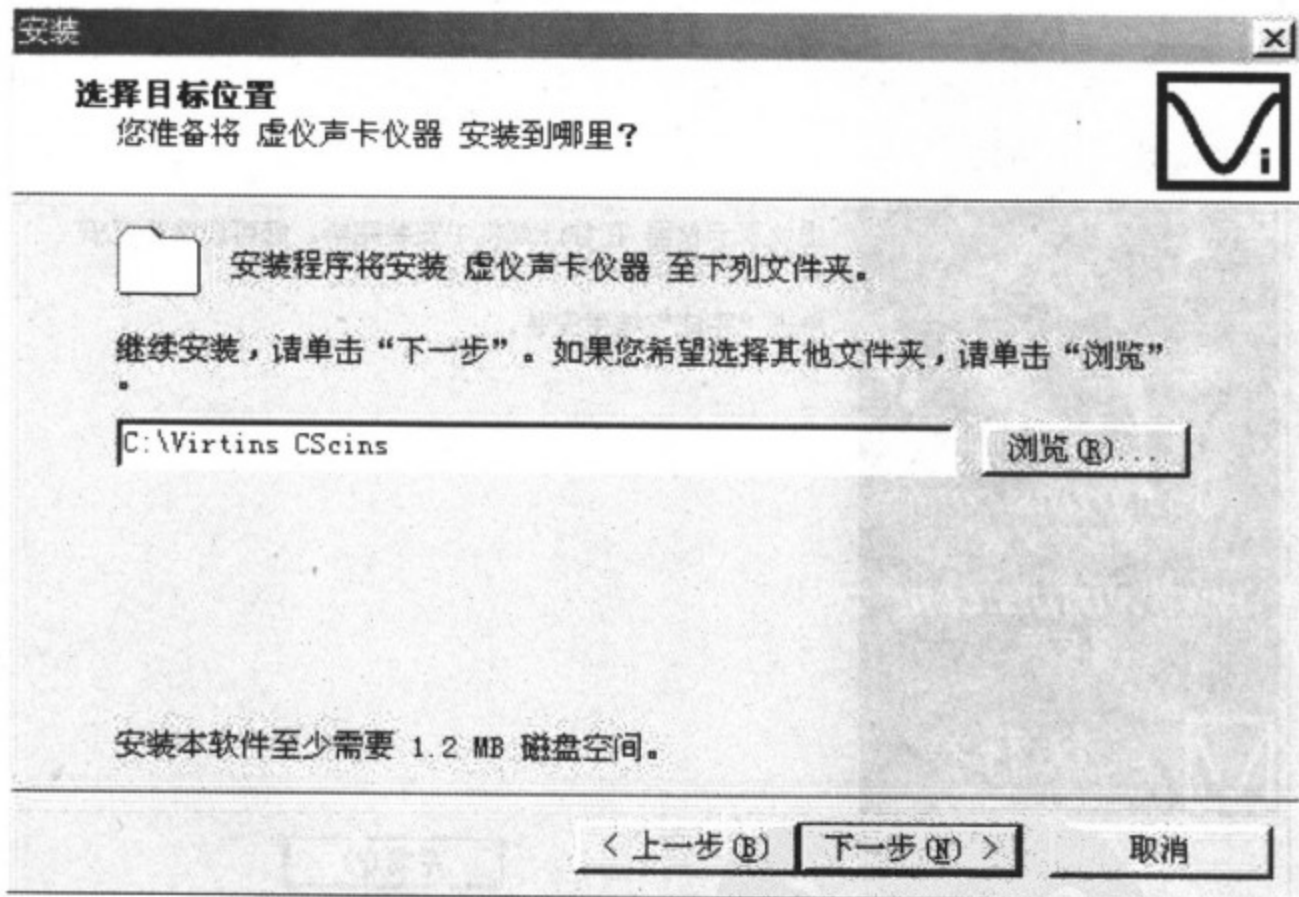 安装
选择目标位置
您准备将 虚仪声卡仪器 安装到哪里？
i
安装程序将安装 虚仪声卡仪器 至下列文件夹。
继续安装，请单击“下一步”。如果您希望选择其他文件夹，请单击“浏览”
。
C:\Virtins CScins
浏览(R)...
安装本软件至少需要 1.2 MB 磁盘空间。
< 上一步(B) 下一步(N) > 取消